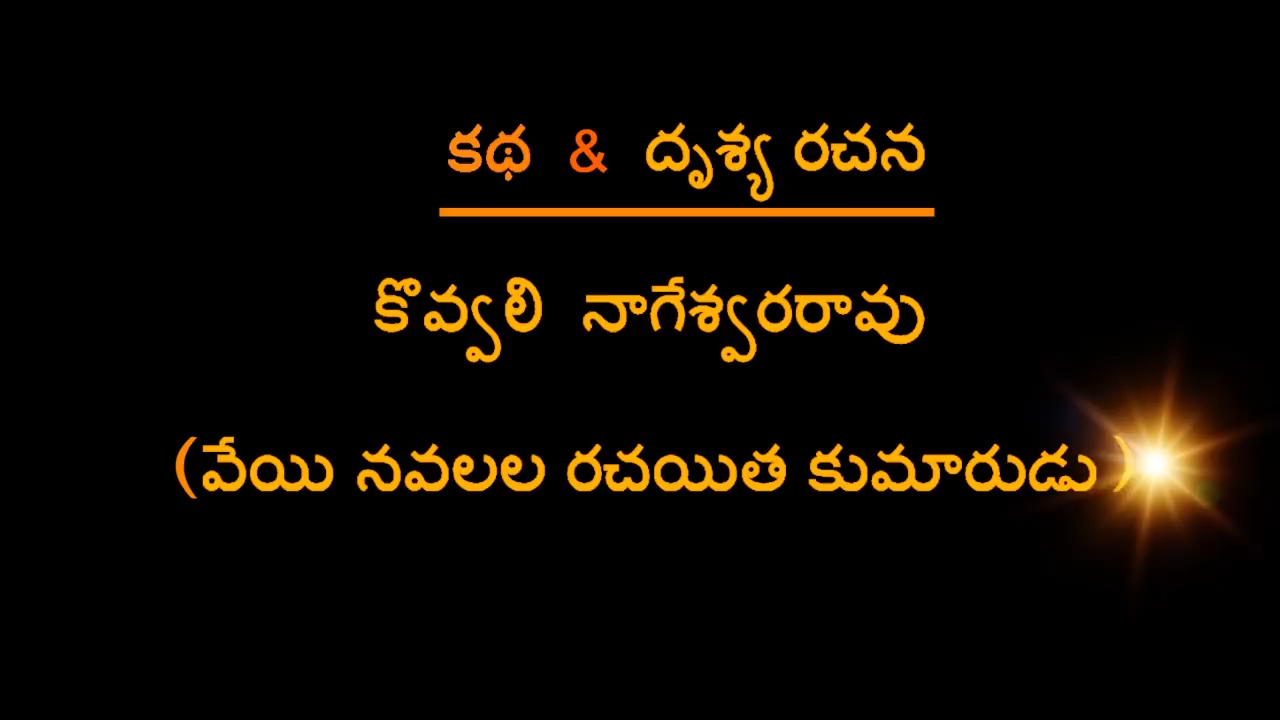 కథ & దృశ్య రచన
కొవ్వలి నాగేశ్వరరావు
(వేయి నవలల రచయిత కుమారుడు)